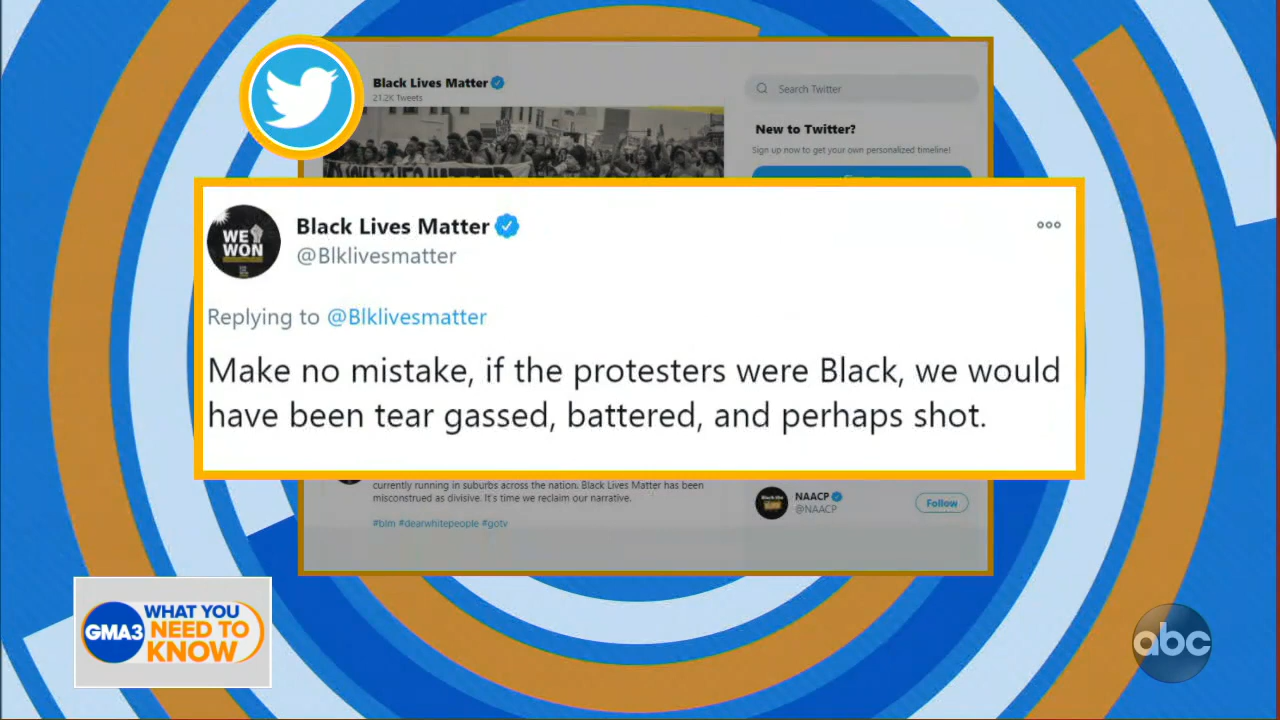 Black Lives Matter
21.2K Tweets
Search Twitter
New to Twitter?
Sign up now to get your own personalized timeline!
WE
WON
Black Lives Matter
@Blklivesmatter
Replying to @Blklivesmatter
Make no mistake, if the protesters were Black, we would
have been tear gassed, battered, and perhaps shot.
currently running in suburbs across the nation. Black Lives Matter has been
misconstrued as divisive. It's time we reclaim our narrative.
#blm #dearwhitepeople #gotv
NAACP
@NAACP
Follow
GMA3
WHAT YOU
NEED TO
KNOW
abc